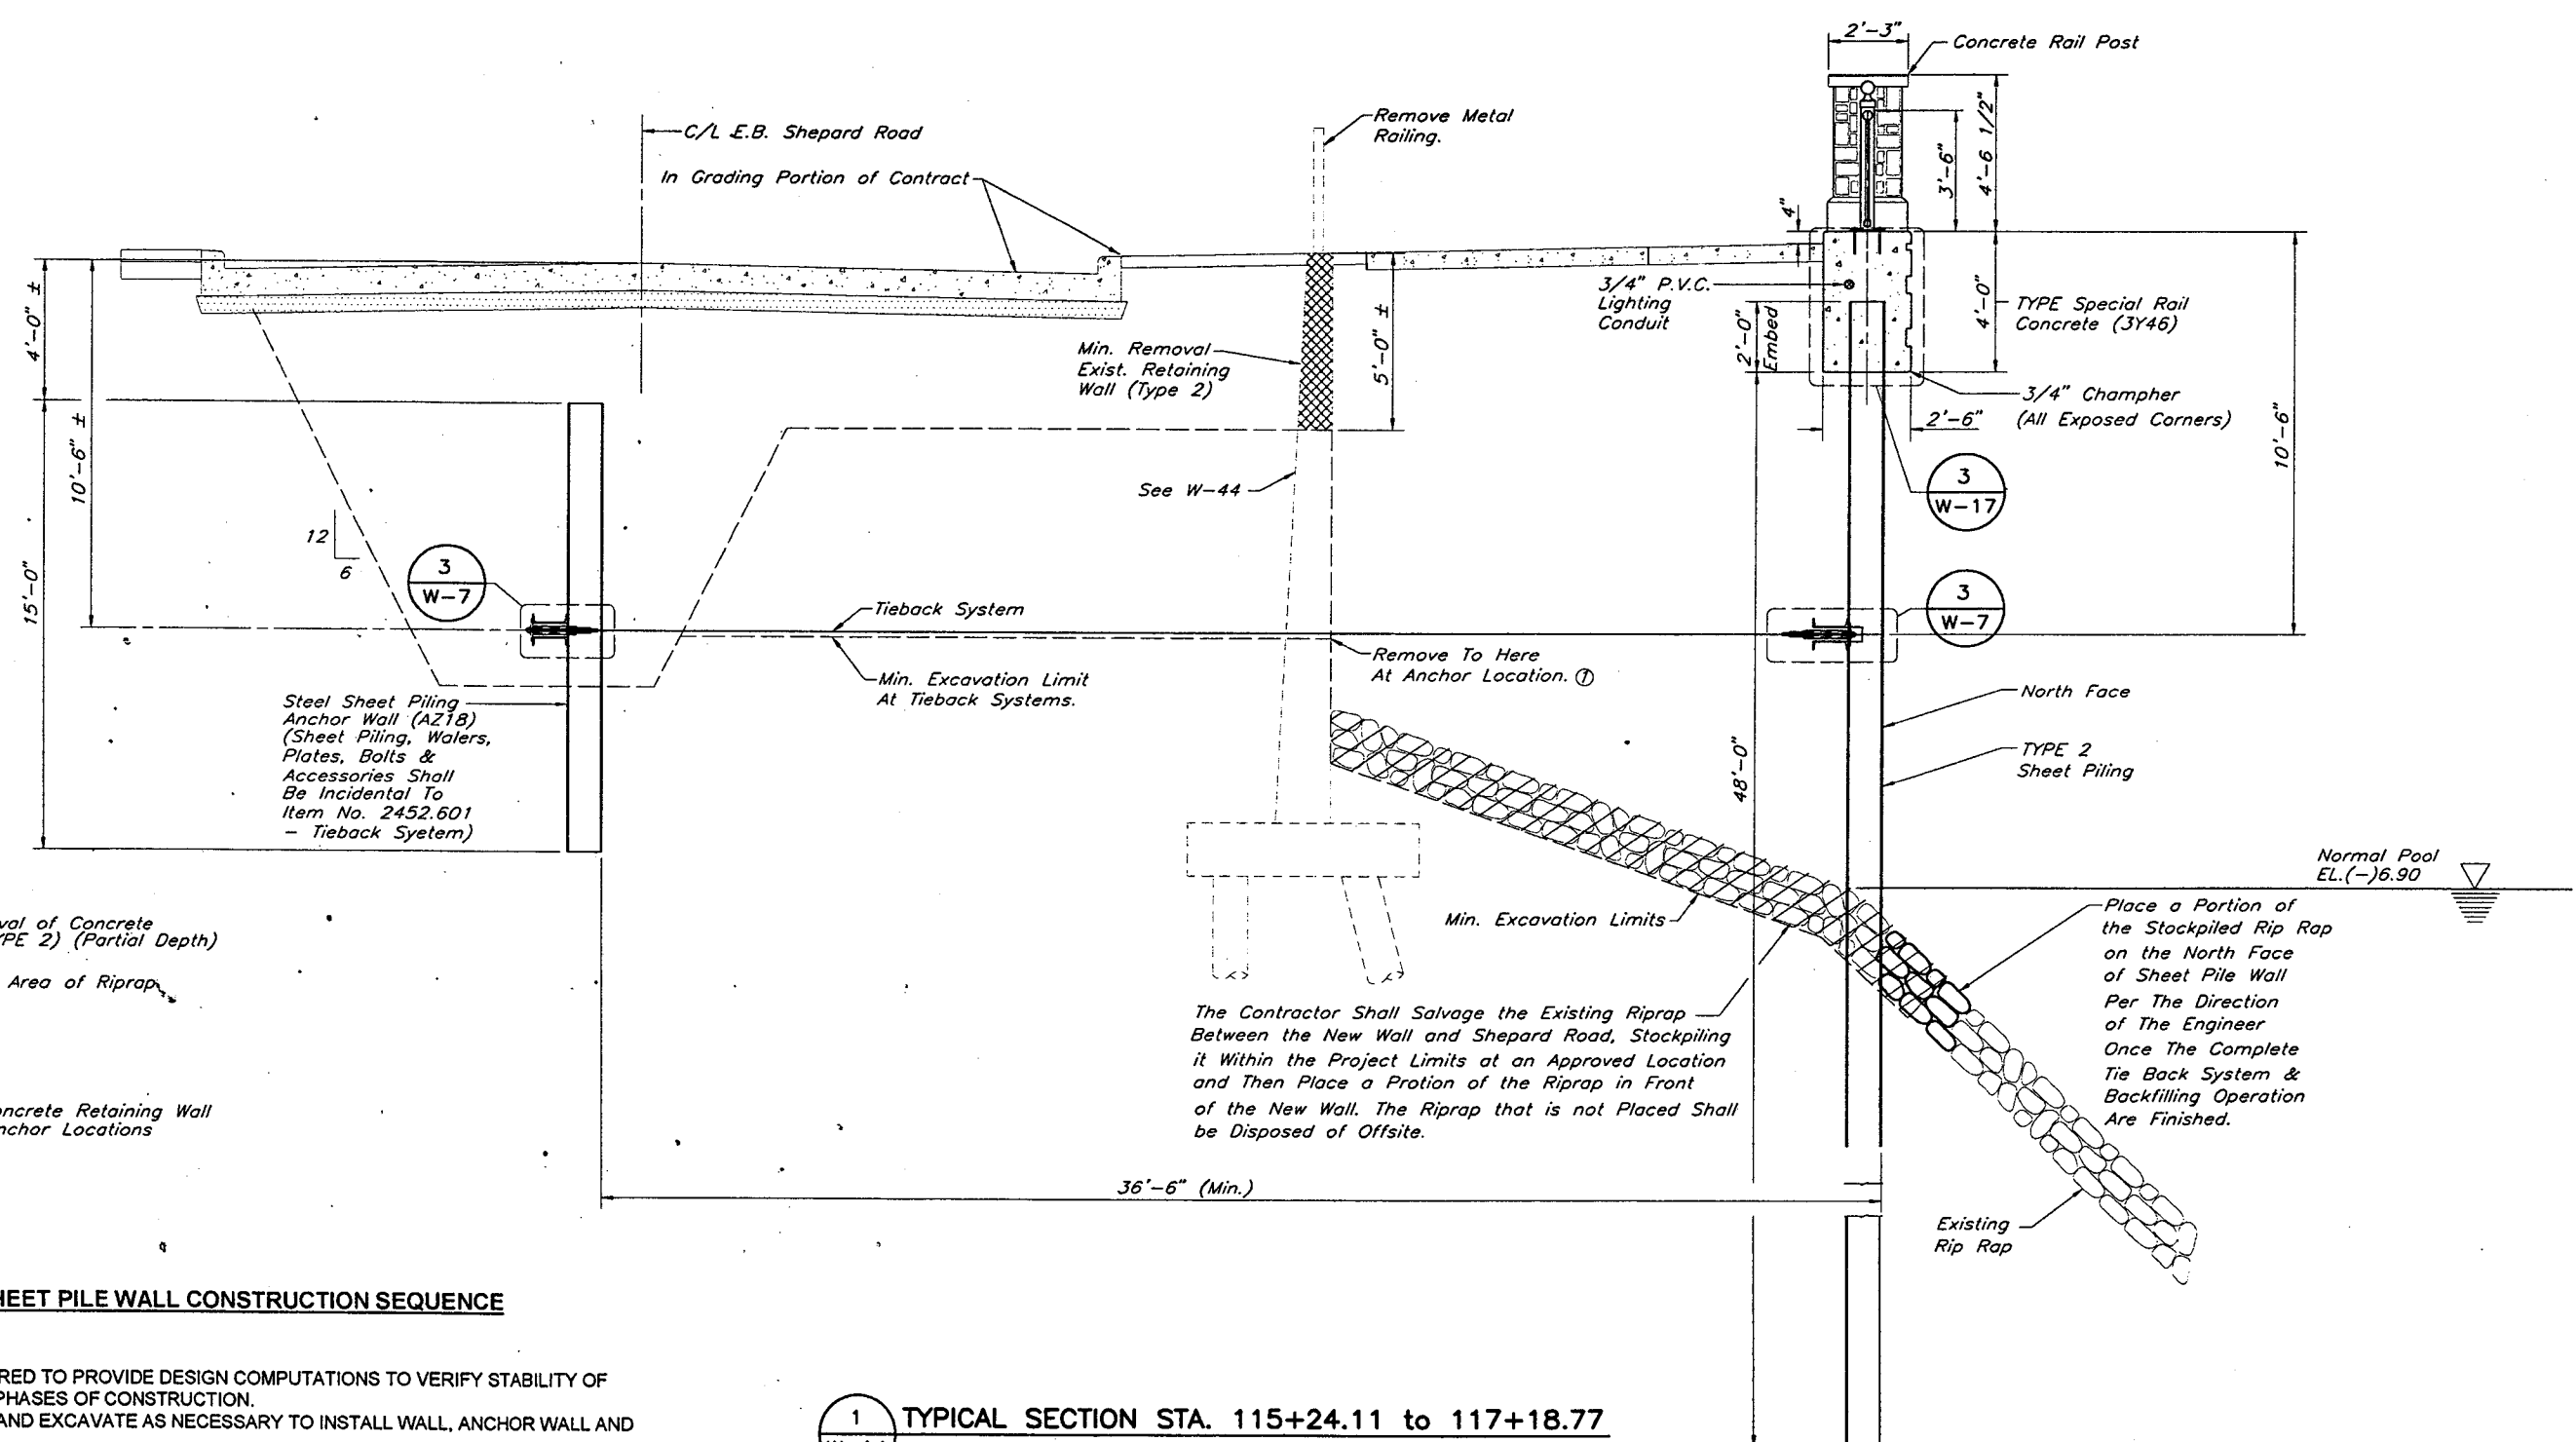 2'-3"
Concrete Rail Post
C/L E.B. Shepard Road
Remove Metal
Railing.
In Grading Portion of Contract
3'-6"
4'-6 1/2"
4"
4'-0" ±
10'-6" ±
15'-0"
3/4" P.V.C.
Lighting
Conduit
2'-0"
Embed
4'-0"
TYPE Special Rail
Concrete (3Y46)
Min. Removal
Exist. Retaining
Wall (Type 2)
5'-0" ±
3/4" Champher
(All Exposed Corners)
2'-6"
10'-6"
See W-44
3
W-17
12
6
3
W-7
3
W-7
Tieback System
Min. Excavation Limit
At Tieback Systems.
Remove To Here
At Anchor Location. ①
North Face
TYPE 2
Sheet Piling
48'-0"
Steel Sheet Piling
Anchor Wall (AZ18)
(Sheet Piling, Walers,
Plates, Bolts &
Accessories Shall
Be Incidental To
Item No. 2452.601
- Tieback Syetem)
Normal Pool
EL.(-)6.90
Min. Excavation Limits
Place a Portion of
the Stockpiled Rip Rap
on the North Face
of Sheet Pile Wall
Per The Direction
of The Engineer
Once The Complete
Tie Back System &
Backfilling Operation
Are Finished.
val of Concrete
PE 2) (Partial Depth)
Area of Riprap
The Contractor Shall Salvage the Existing Riprap
Between the New Wall and Shepard Road, Stockpiling
it Within the Project Limits at an Approved Location
and Then Place a Protion of the Riprap in Front
of the New Wall. The Riprap that is not Placed Shall
be Disposed of Offsite.
oncrete Retaining Wall
nchor Locations
36'-6" (Min.)
Existing
Rip Rap
HEET PILE WALL CONSTRUCTION SEQUENCE
RED TO PROVIDE DESIGN COMPUTATIONS TO VERIFY STABILITY OF
PHASES OF CONSTRUCTION.
AND EXCAVATE AS NECESSARY TO INSTALL WALL, ANCHOR WALL AND
1
TYPICAL SECTION STA. 115+24.11 to 117+18.77